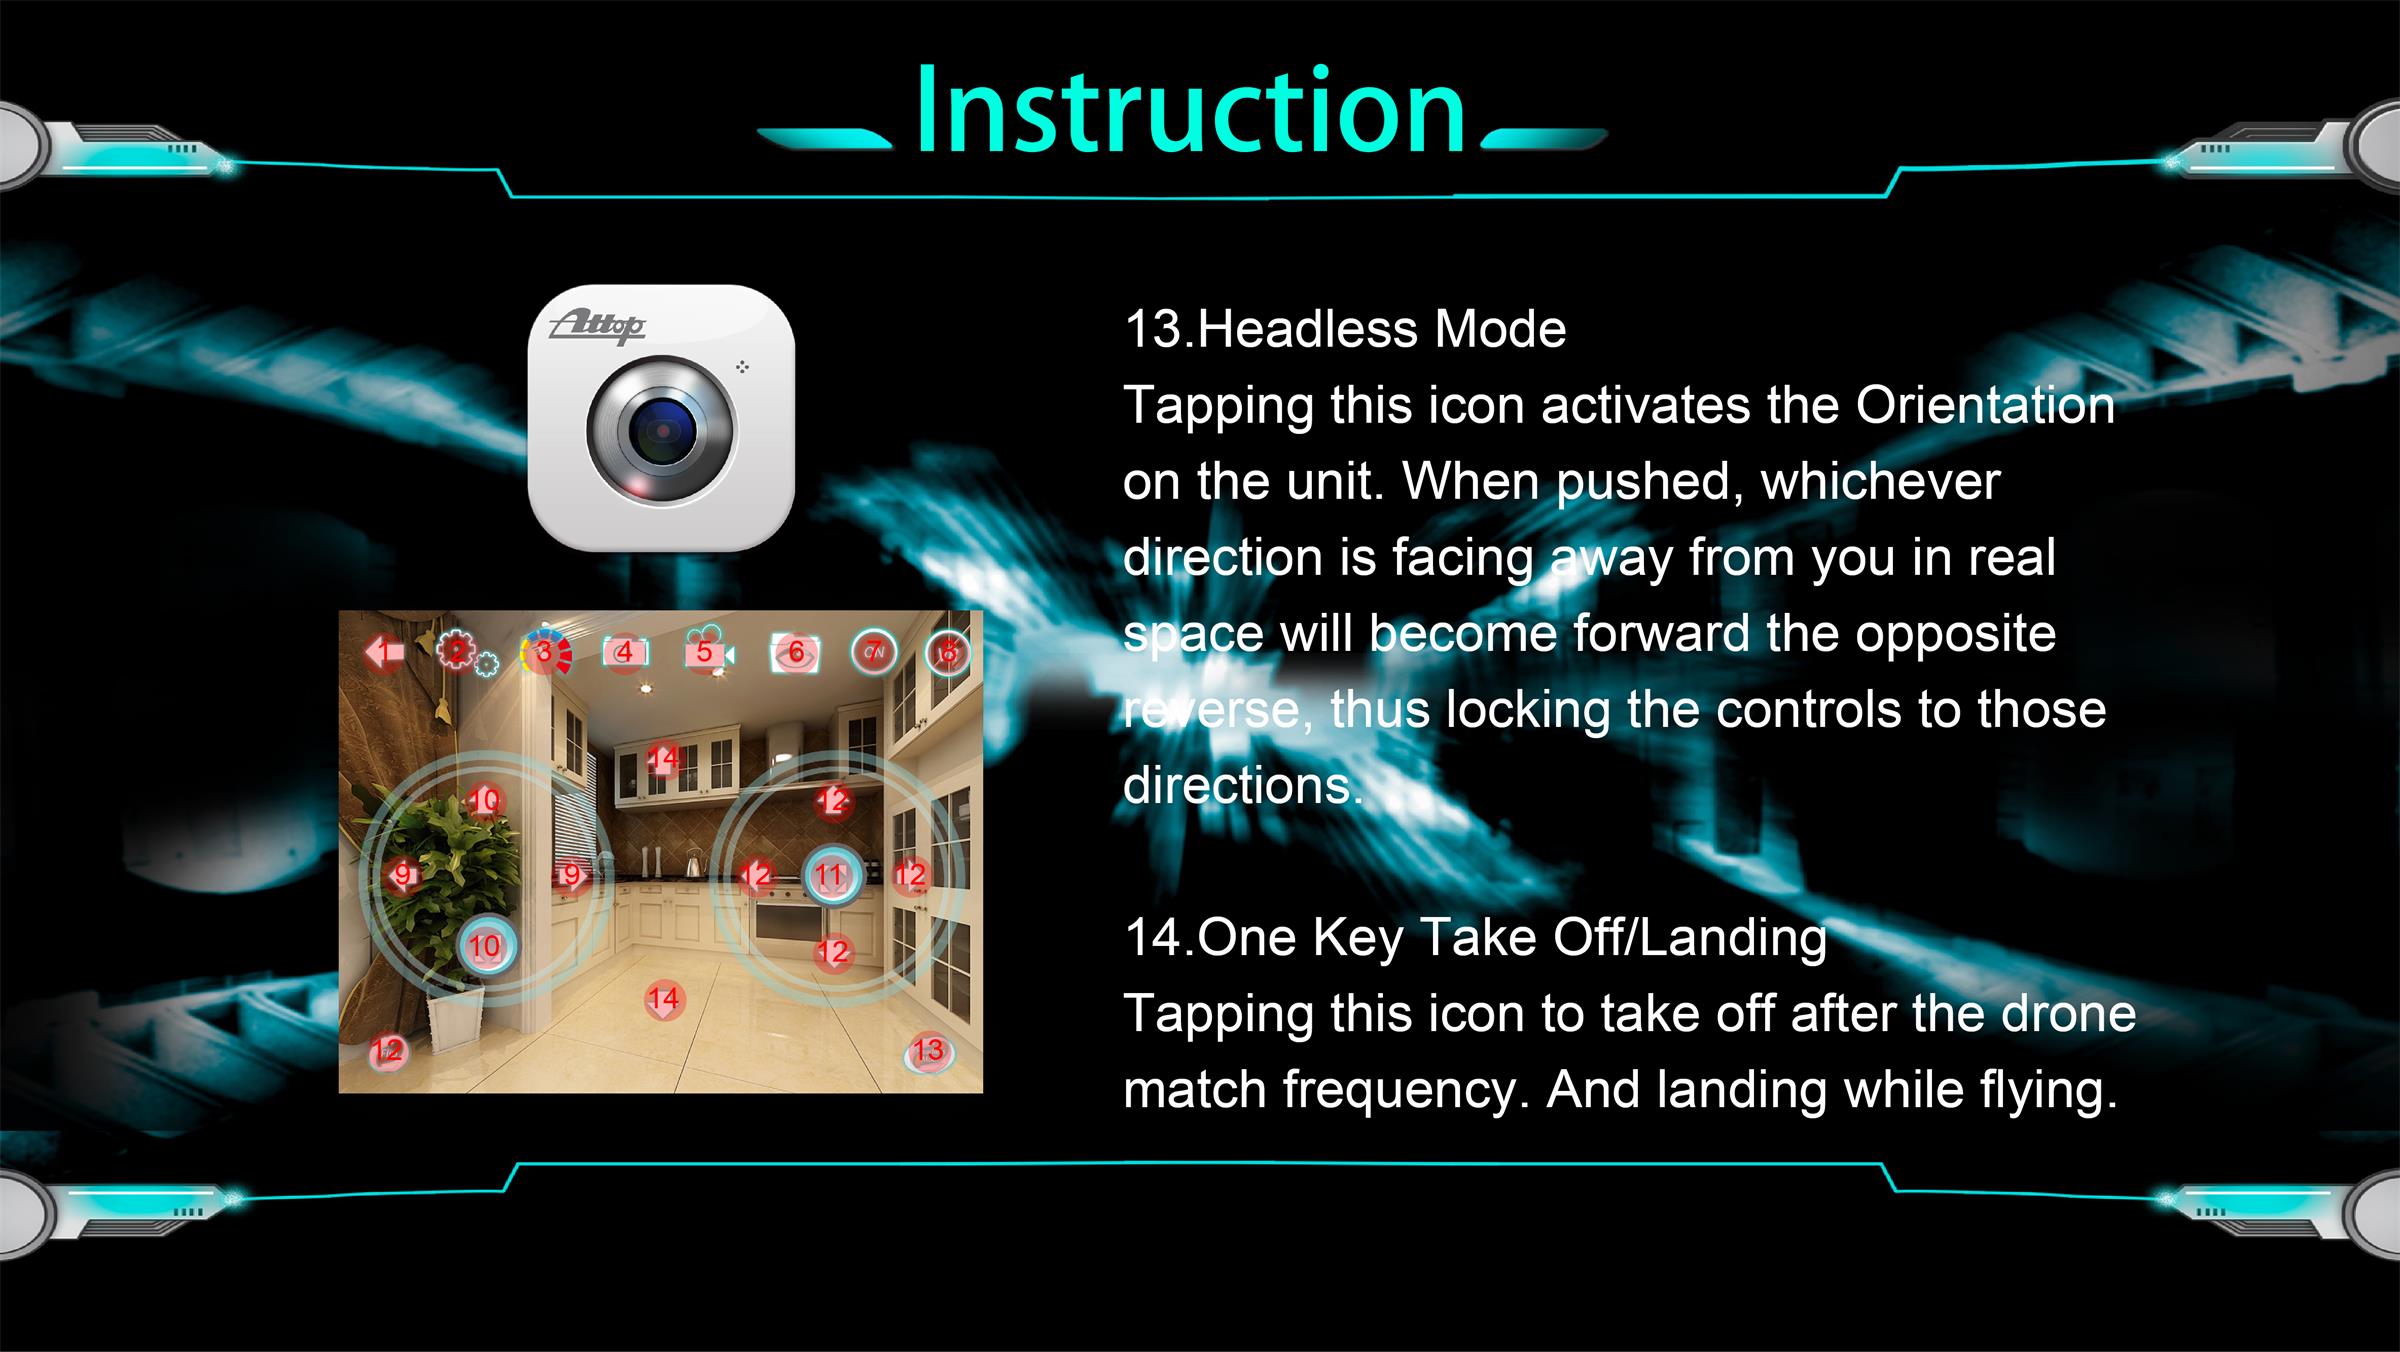 Instruction
Attop
13.Headless Mode
Tapping this icon activates the Orientation
on the unit. When pushed, whichever
direction is facing away from you in real
space will become forward the opposite
reverse, thus locking the controls to those
directions.
14.One Key Take Off/Landing
Tapping this icon to take off after the drone
match frequency. And landing while flying.
1 2 3 4 5 6 7 8
14
10 12
9 9 12 11 12
10 12
14
12 13